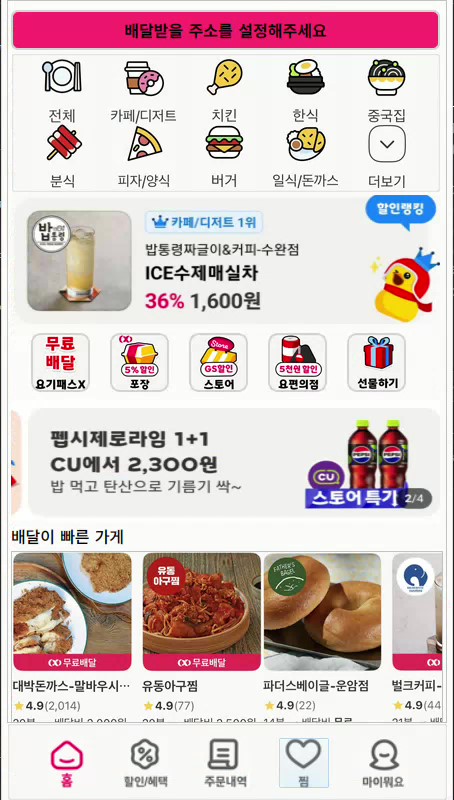 배달받을 주소를 설정해주세요
전체
카페/디저트
치킨
한식
중국집
분식
피자/양식
버거
일식/돈까스
더보기
할인랭킹
카페/디저트 1위
밥통령짜글이&커피-수완점
ICE수제매실차
36% 1,600원
무료
배달
요기패스X
5%할인
포장
Store
GS할인
스토어
5천원할인
요편의점
선물하기
펩시제로라임 1+1
CU에서 2,300원
밥 먹고 탄산으로 기름기 싹~
CU
스토어 특가
2/4
배달이 빠른 가게
유동
아구찜
FATHER'S
BAGEL
무료배달
무료배달
대박돈까스-말바우시…
유동아구찜
파더스베이글-운암점
벌크커피-
4.9(2,014)
4.9(77)
4.9(22)
4.9(44
홈
할인/혜택
주문내역
찜
마이뭐요